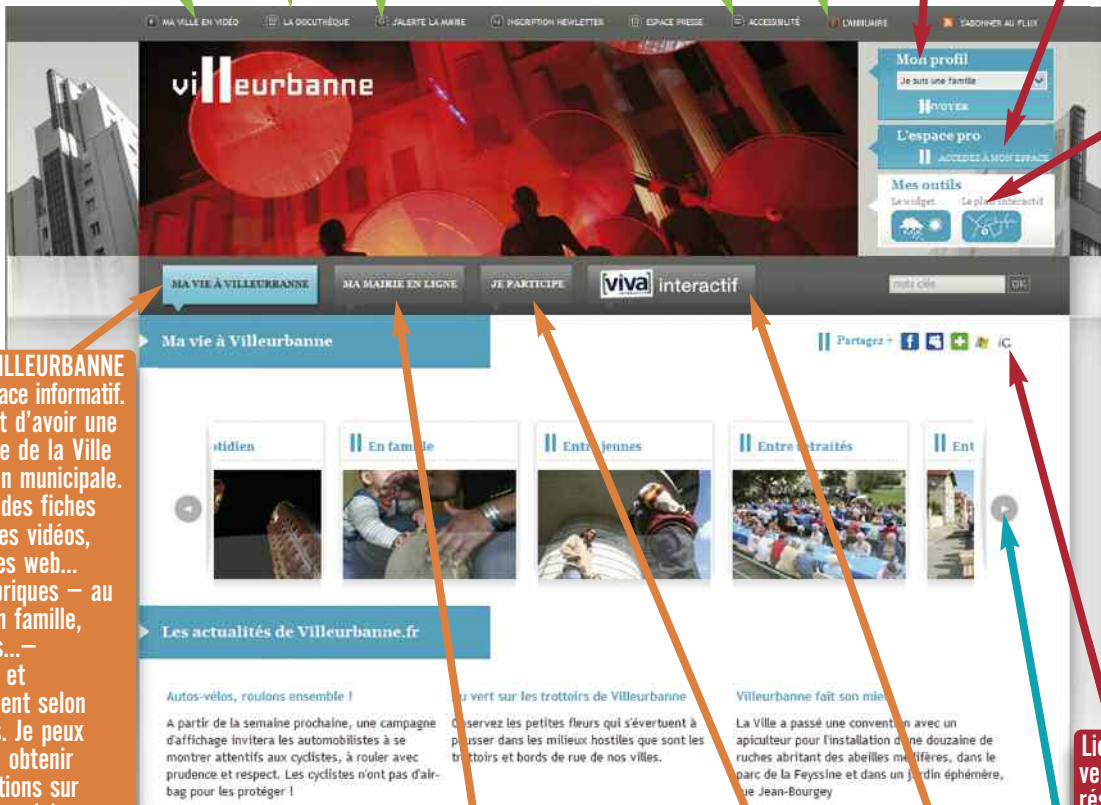 MA VILLE EN VIDÉO
LA DOCUTHÈQUE
J'ALERTE LA MAIRIE
INSCRIPTION NEWLETTER
ESPACE PRESSE
ACCESSIBILITÉ
L'ANNUAIRE
S'ABONNER AU FLUX
villeurbanne
Mon profil
Je suis une famille
L'espace pro
ACCEDEZ A MON ESPACE
Mes outils
Le widget
Le plan interactif
MA VIE À VILLEURBANNE
MA MAIRIE EN LIGNE
JE PARTICIPE
[viva] interactif
mots clés
OK
Ma vie à Villeurbanne
Partagez +
iG
ILLEURBANNE
ace informatif.
t d'avoir une
e de la Ville
n municipale.
des fiches
es vidéos,
es web...
riques – au
n famille,
s...–
et
ent selon
s. Je peux
obtenir
tions sur
otidien
En famille
Entre jeunes
Entre retraités
Ent
Les actualités de Villeurbanne.fr
Autos-vélos, roulons ensemble !
A partir de la semaine prochaine, une campagne
d'affichage invitera les automobilistes à se
montrer attentifs aux cyclistes, à rouler avec
prudence et respect. Les cyclistes n'ont pas d'air-
bag pour les protéger !
Du vert sur les trottoirs de Villeurbanne
Observez les petites fleurs qui s'évertuent à
pousser dans les milieux hostiles que sont les
trottoirs et bords de rue de nos villes.
Villeurbanne fait son miel
La Ville a passé une convention avec un
apiculteur pour l'installation d'une douzaine de
ruches abritant des abeilles mellifères, dans le
parc de la Feyssine et dans un jardin éphémère,
rue Jean-Bourgey
Lie
ve
rés